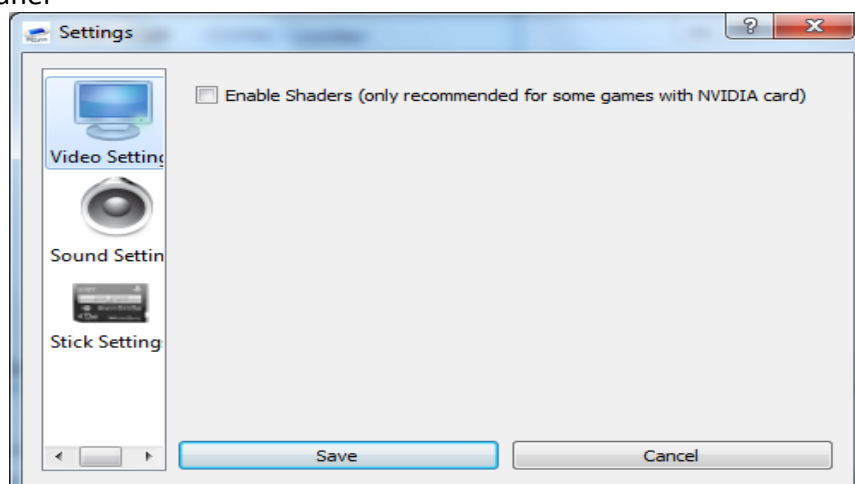 Settings
Enable Shaders (only recommended for some games with NVIDIA card)
Video Setting
Sound Settin
Stick Setting
Save
Cancel